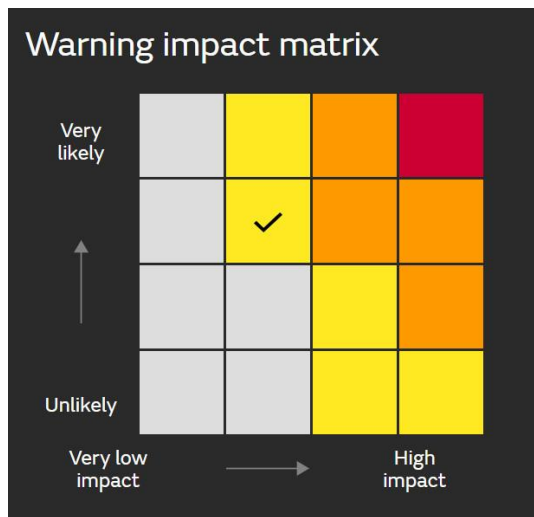 Warning impact matrix
Very
likely
Unlikely
Very low
impact
High
impact